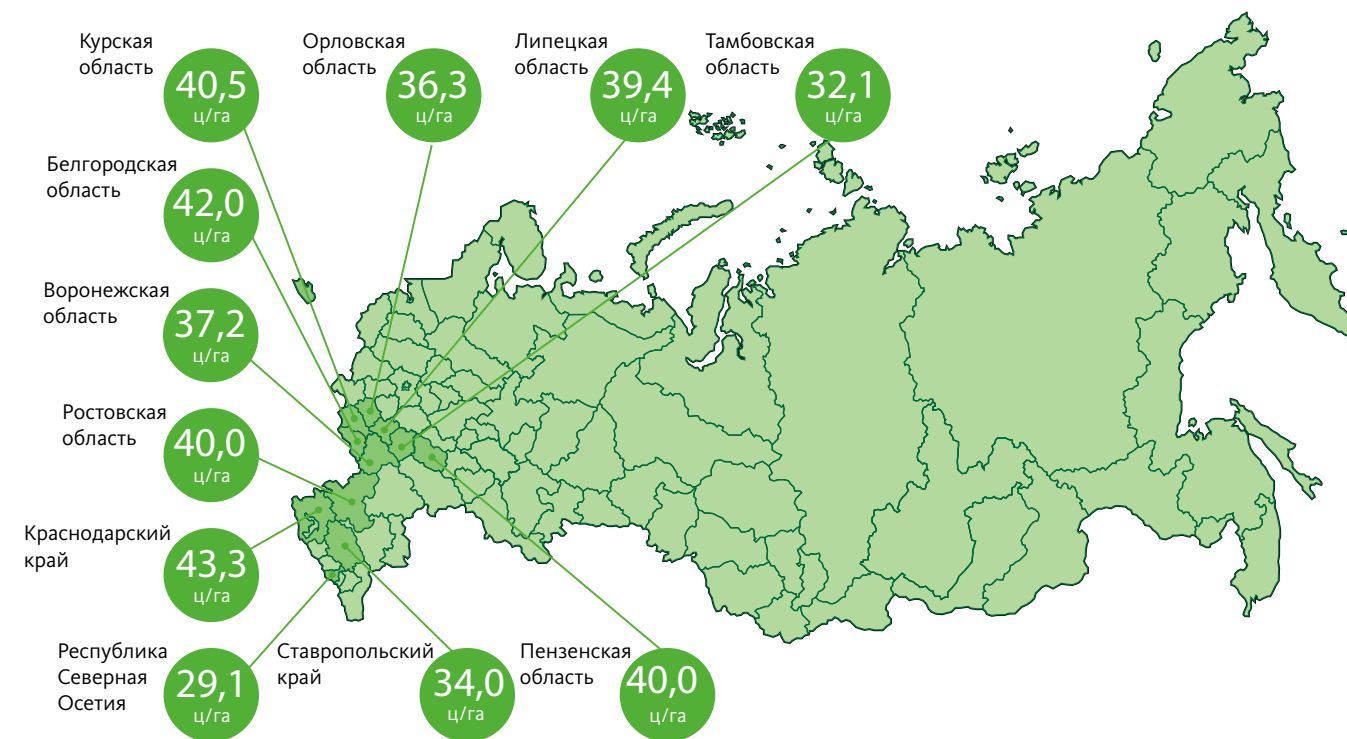 Курская
область
40,5
ц/га
Орловская
область
36,3
ц/га
Липецкая
область
39,4
ц/га
Тамбовская
область
32,1
ц/га
Белгородская
область
42,0
ц/га
Воронежская
область
37,2
ц/га
Ростовская
область
40,0
ц/га
Краснодарский
край
43,3
ц/га
Республика
Северная
Осетия
29,1
ц/га
Ставропольский
край
34,0
ц/га
Пензенская
область
40,0
ц/га